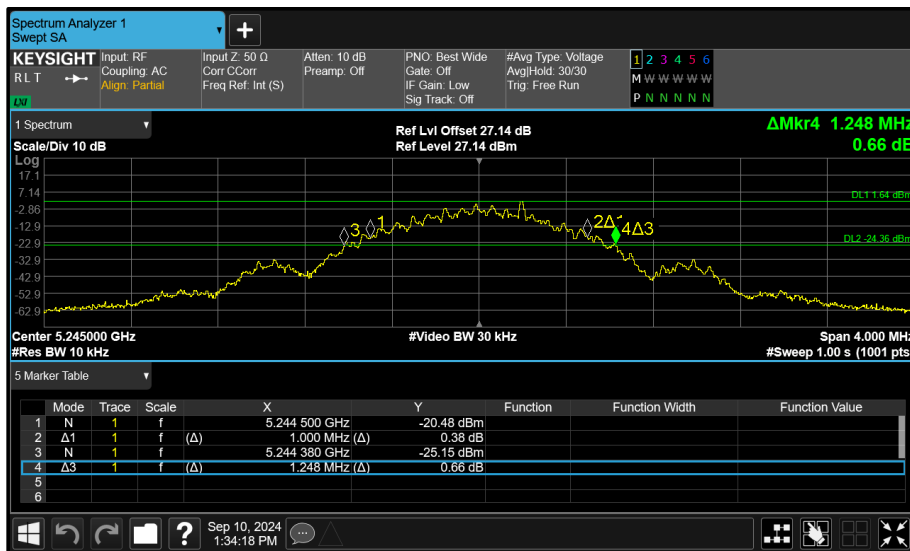 Spectrum Analyzer 1
Swept SA
KEYSIGHT Input: RF Input Z: 50 Ω Atten: 10 dB PNO: Best Wide #Avg Type: Voltage 1 2 3 4 5 6
R L T Coupling: AC Corr CCorr Preamp: Off Gate: Off Avg|Hold: 30/30 M W W W W W
Align: Partial Freq Ref: Int (S) IF Gain: Low Trig: Free Run
LXI Sig Track: Off P N N N N N
1 Spectrum Ref Lvl Offset 27.14 dB ΔMkr4 1.248 MHz
Scale/Div 10 dB Ref Level 27.14 dBm 0.66 dB
Log
17.1
7.14 DL1 1.64 dBm
-2.86
-12.9 3 1 2Δ1 4Δ3
-22.9 DL2 -24.36 dBm
-32.9
-42.9
-52.9
-62.9
Center 5.245000 GHz #Video BW 30 kHz Span 4.000 MHz
#Res BW 10 kHz #Sweep 1.00 s (1001 pts
5 Marker Table
Mode Trace Scale X Y Function Function Width Function Value
1 N 1 f 5.244 500 GHz -20.48 dBm
2 Δ1 1 f (Δ) 1.000 MHz (Δ) 0.38 dB
3 N 1 f 5.244 380 GHz -25.15 dBm
4 Δ3 1 f (Δ) 1.248 MHz (Δ) 0.66 dB
5
6
? Sep 10, 2024
1:34:18 PM